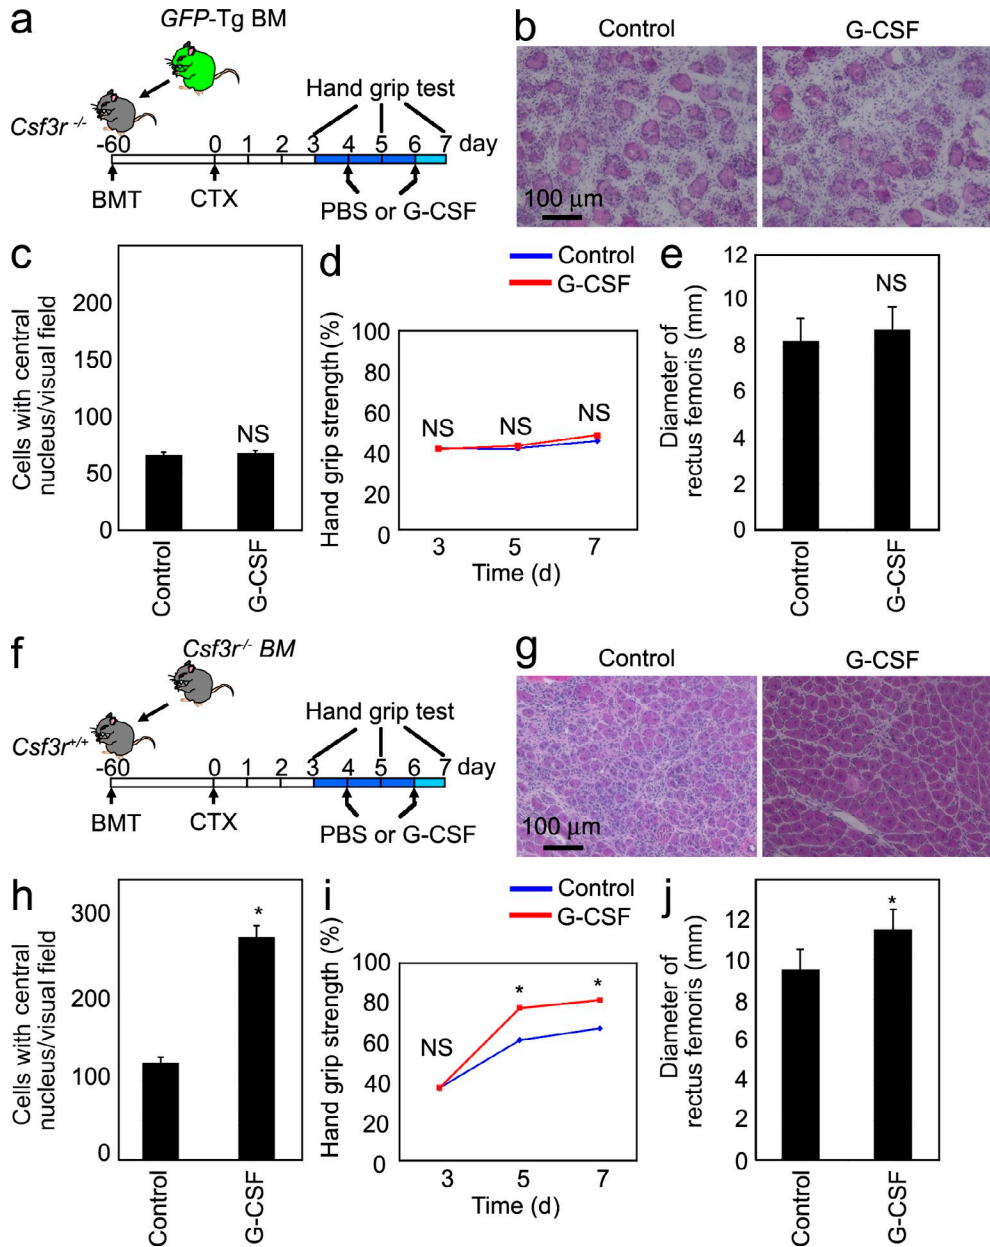 a
GFP-Tg BM
Csf3r -/-
Hand grip test
-60 0 1 2 3 4 5 6 7 day
BMT
CTX
PBS or G-CSF
b
Control
G-CSF
100 μm
c
Cells with central
nucleus/visual field
200
150
100
50
0
NS
Control
G-CSF
d
Control
G-CSF
Hand grip strength (%)
100
80
60
40
20
0
NS
NS
NS
3 5 7
Time (d)
e
Diameter of
rectus femoris (mm)
12
10
8
6
4
2
0
NS
Control
G-CSF
f
Csf3r-/- BM
Csf3r+/+
Hand grip test
-60 0 1 2 3 4 5 6 7 day
BMT
CTX
PBS or G-CSF
g
Control
G-CSF
100 μm
h
Cells with central
nucleus/visual field
300
200
100
0
*
Control
G-CSF
i
Control
G-CSF
Hand grip strength (%)
100
80
60
40
20
0
NS
*
*
3 5 7
Time (d)
j
Diameter of
rectus femoris (mm)
12
10
8
6
4
2
0
*
Control
G-CSF